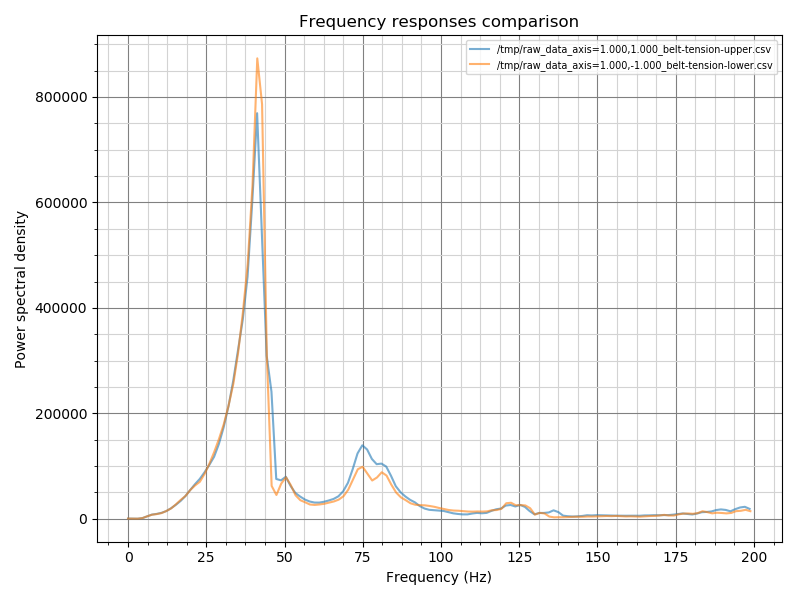 Frequency responses comparison
/tmp/raw_data_axis=1.000,1.000_belt-tension-upper.csv
/tmp/raw_data_axis=1.000,-1.000_belt-tension-lower.csv
800000
600000
400000
200000
0
Power spectral density
0 25 50 75 100 125 150 175 200
Frequency (Hz)